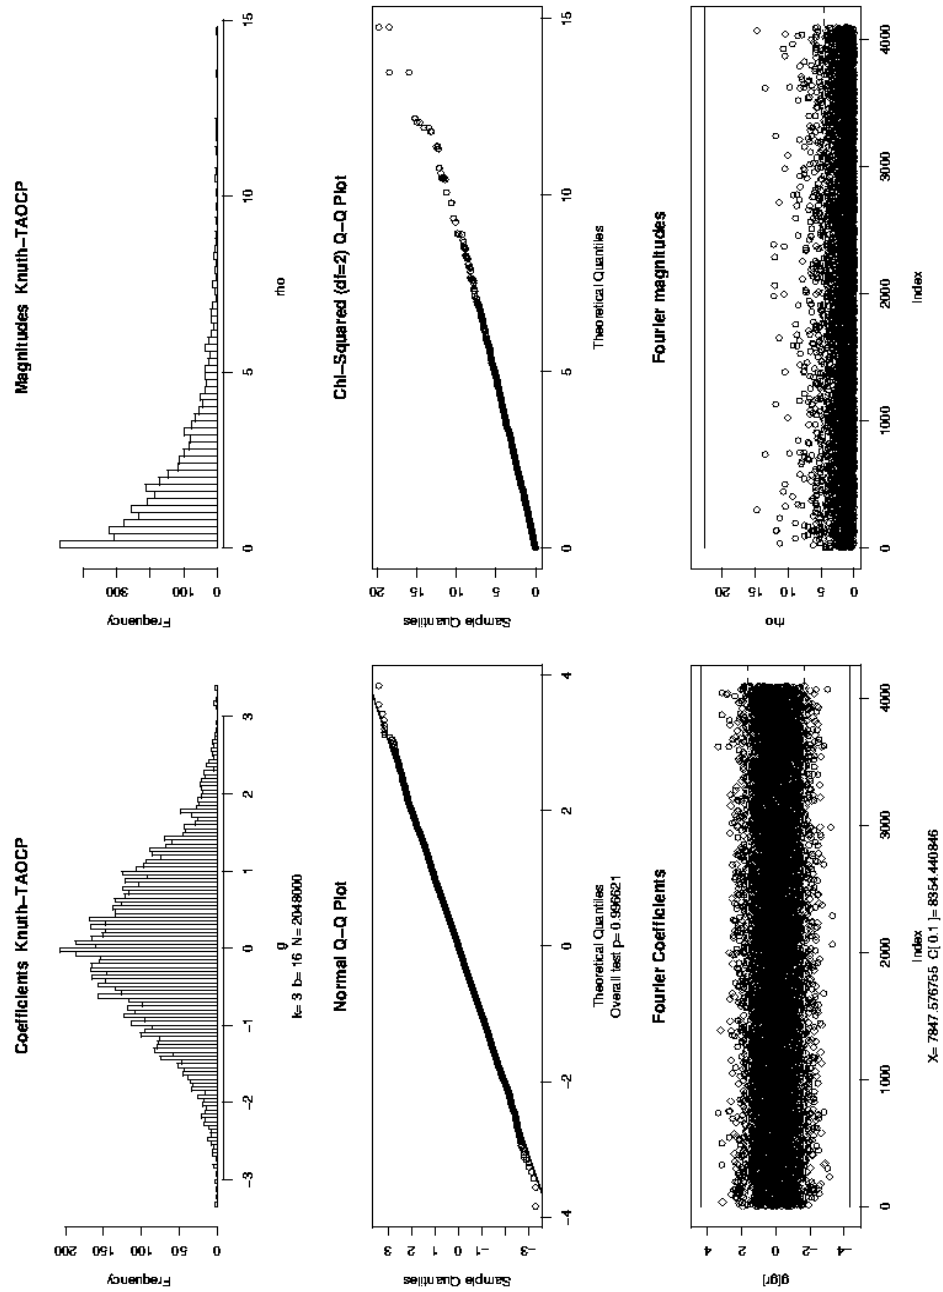 Coefficients Knuth-TAOCP
Frequency
0 50 100 150 200
-3 -2 -1 0 1 2 3
g
k= 3 b= 16 N= 2048000
Magnitudes Knuth-TAOCP
Frequency
0 100 300
0 5 10 15
rho
Normal Q-Q Plot
Sample Quantiles
-3 -1 0 1 2 3
-4 -2 0 2 4
Theoretical Quantiles
Overall test p= 0.996621
Chi-Squared (df=2) Q-Q Plot
Sample Quantiles
0 5 10 15 20
0 5 10 15
Theoretical Quantiles
Fourier Coefficients
g[gr]
-4 -2 0 2 4
0 1000 2000 3000 4000
Index
X= 7847.576755 C[ 0.1 ]= 8354.440846
Fourier magnitudes
rho
0 5 10 15 20
0 1000 2000 3000 4000
Index